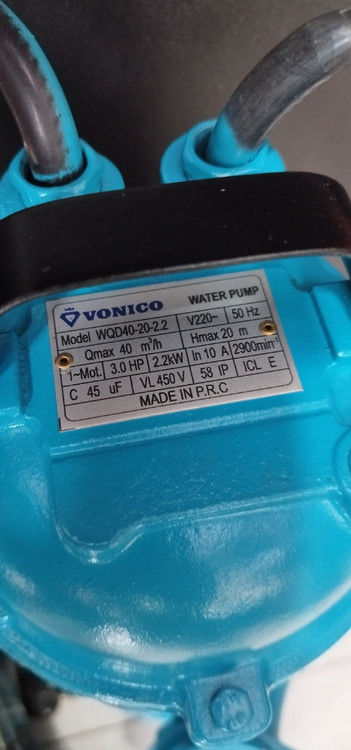 VONICO WATER PUMP
Model WQD40-20-2.2 V220~ 50 Hz
Qmax 40 m³/h Hmax 20 m
1~Mot. 3.0 HP 2.2kW In 10 A 2900min⁻¹
C 45 uF VL 450 V 58 IP ICL E
MADE IN P.R.C